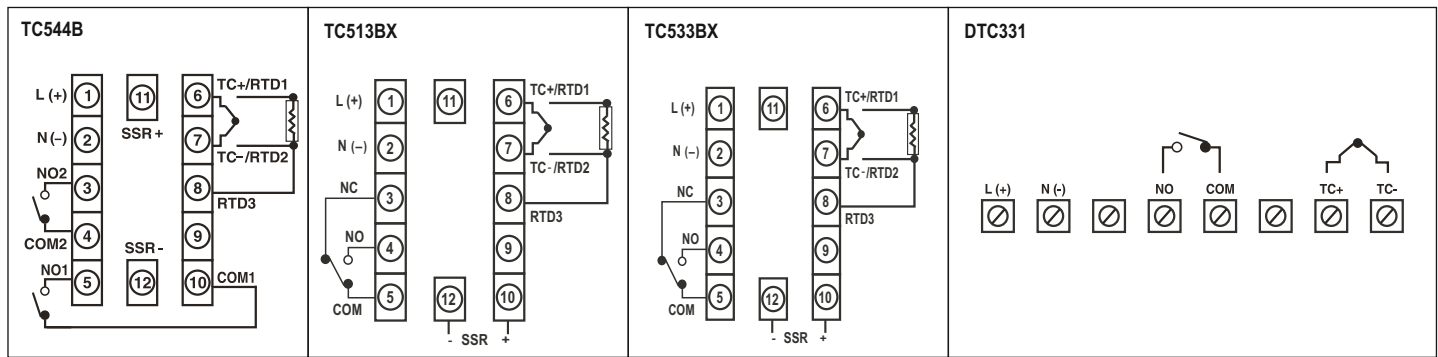 TC544B
L (+) 1 11 6 TC+/RTD1
N (–) 2 SSR + 7 TC–/RTD2
NO2 3 8 RTD3
COM2 4 SSR - 9
NO1 5 12 10 COM1
TC513BX
L (+) 1 11 6 TC+/RTD1
N (–) 2 7 TC-/RTD2
NC 3 8 RTD3
NO 4 9
COM 5 12 10
- SSR +
TC533BX
L (+) 1 11 6 TC+/RTD1
N (–) 2 7 TC-/RTD2
NC 3 8 RTD3
NO 4 9
COM 5 12 10
- SSR +
DTC331
L (+) N (-) NO COM TC+ TC-